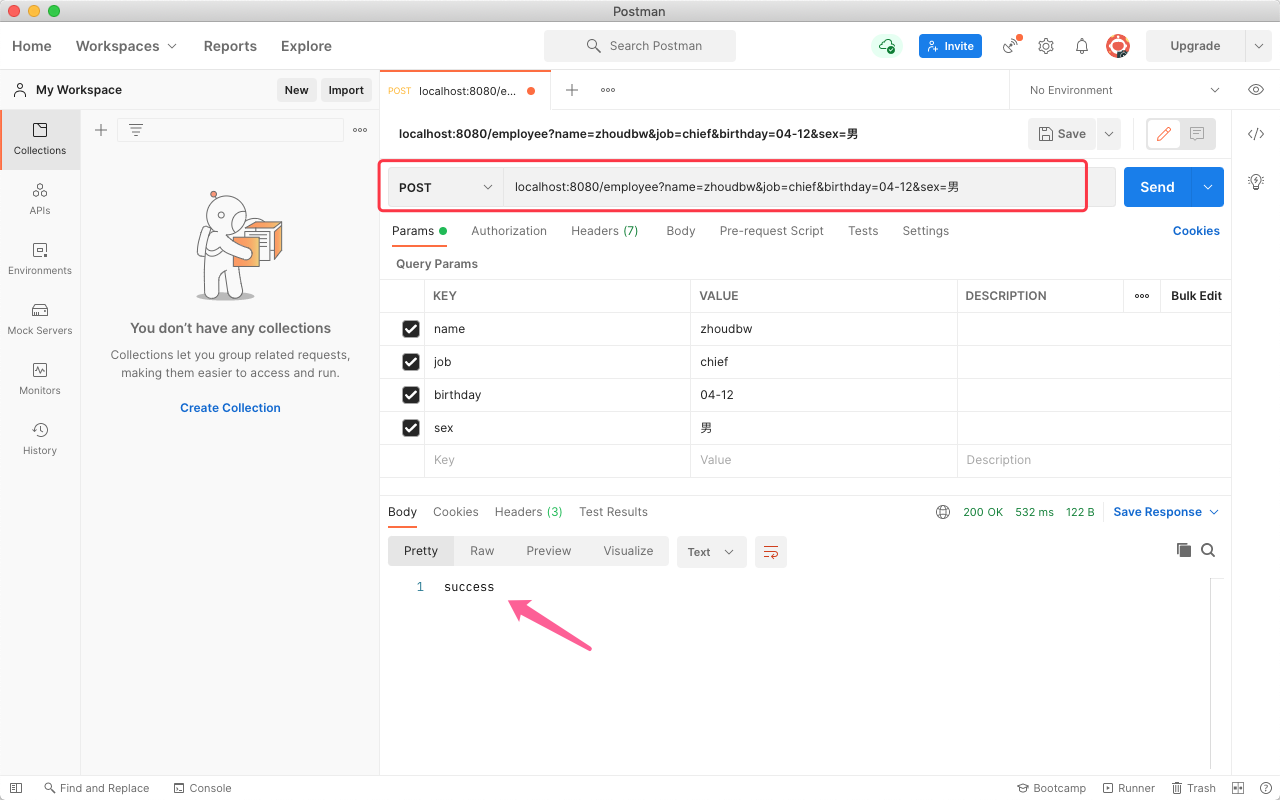 Postman
Home Workspaces Reports Explore Search Postman Invite Upgrade
My Workspace New Import POST localhost:8080/e... No Environment
Collections
APIs
Environments
Mock Servers
Monitors
History
You don’t have any collections
Collections let you group related requests,
making them easier to access and run.
Create Collection
localhost:8080/employee?name=zhoudbw&job=chief&birthday=04-12&sex=男 Save
POST localhost:8080/employee?name=zhoudbw&job=chief&birthday=04-12&sex=男 Send
Params Authorization Headers (7) Body Pre-request Script Tests Settings Cookies
Query Params
KEY VALUE DESCRIPTION Bulk Edit
name zhoudbw
job chief
birthday 04-12
sex 男
Key Value Description
Body Cookies Headers (3) Test Results 200 OK 532 ms 122 B Save Response
Pretty Raw Preview Visualize Text
1 success
Find and Replace Console Bootcamp Runner Trash